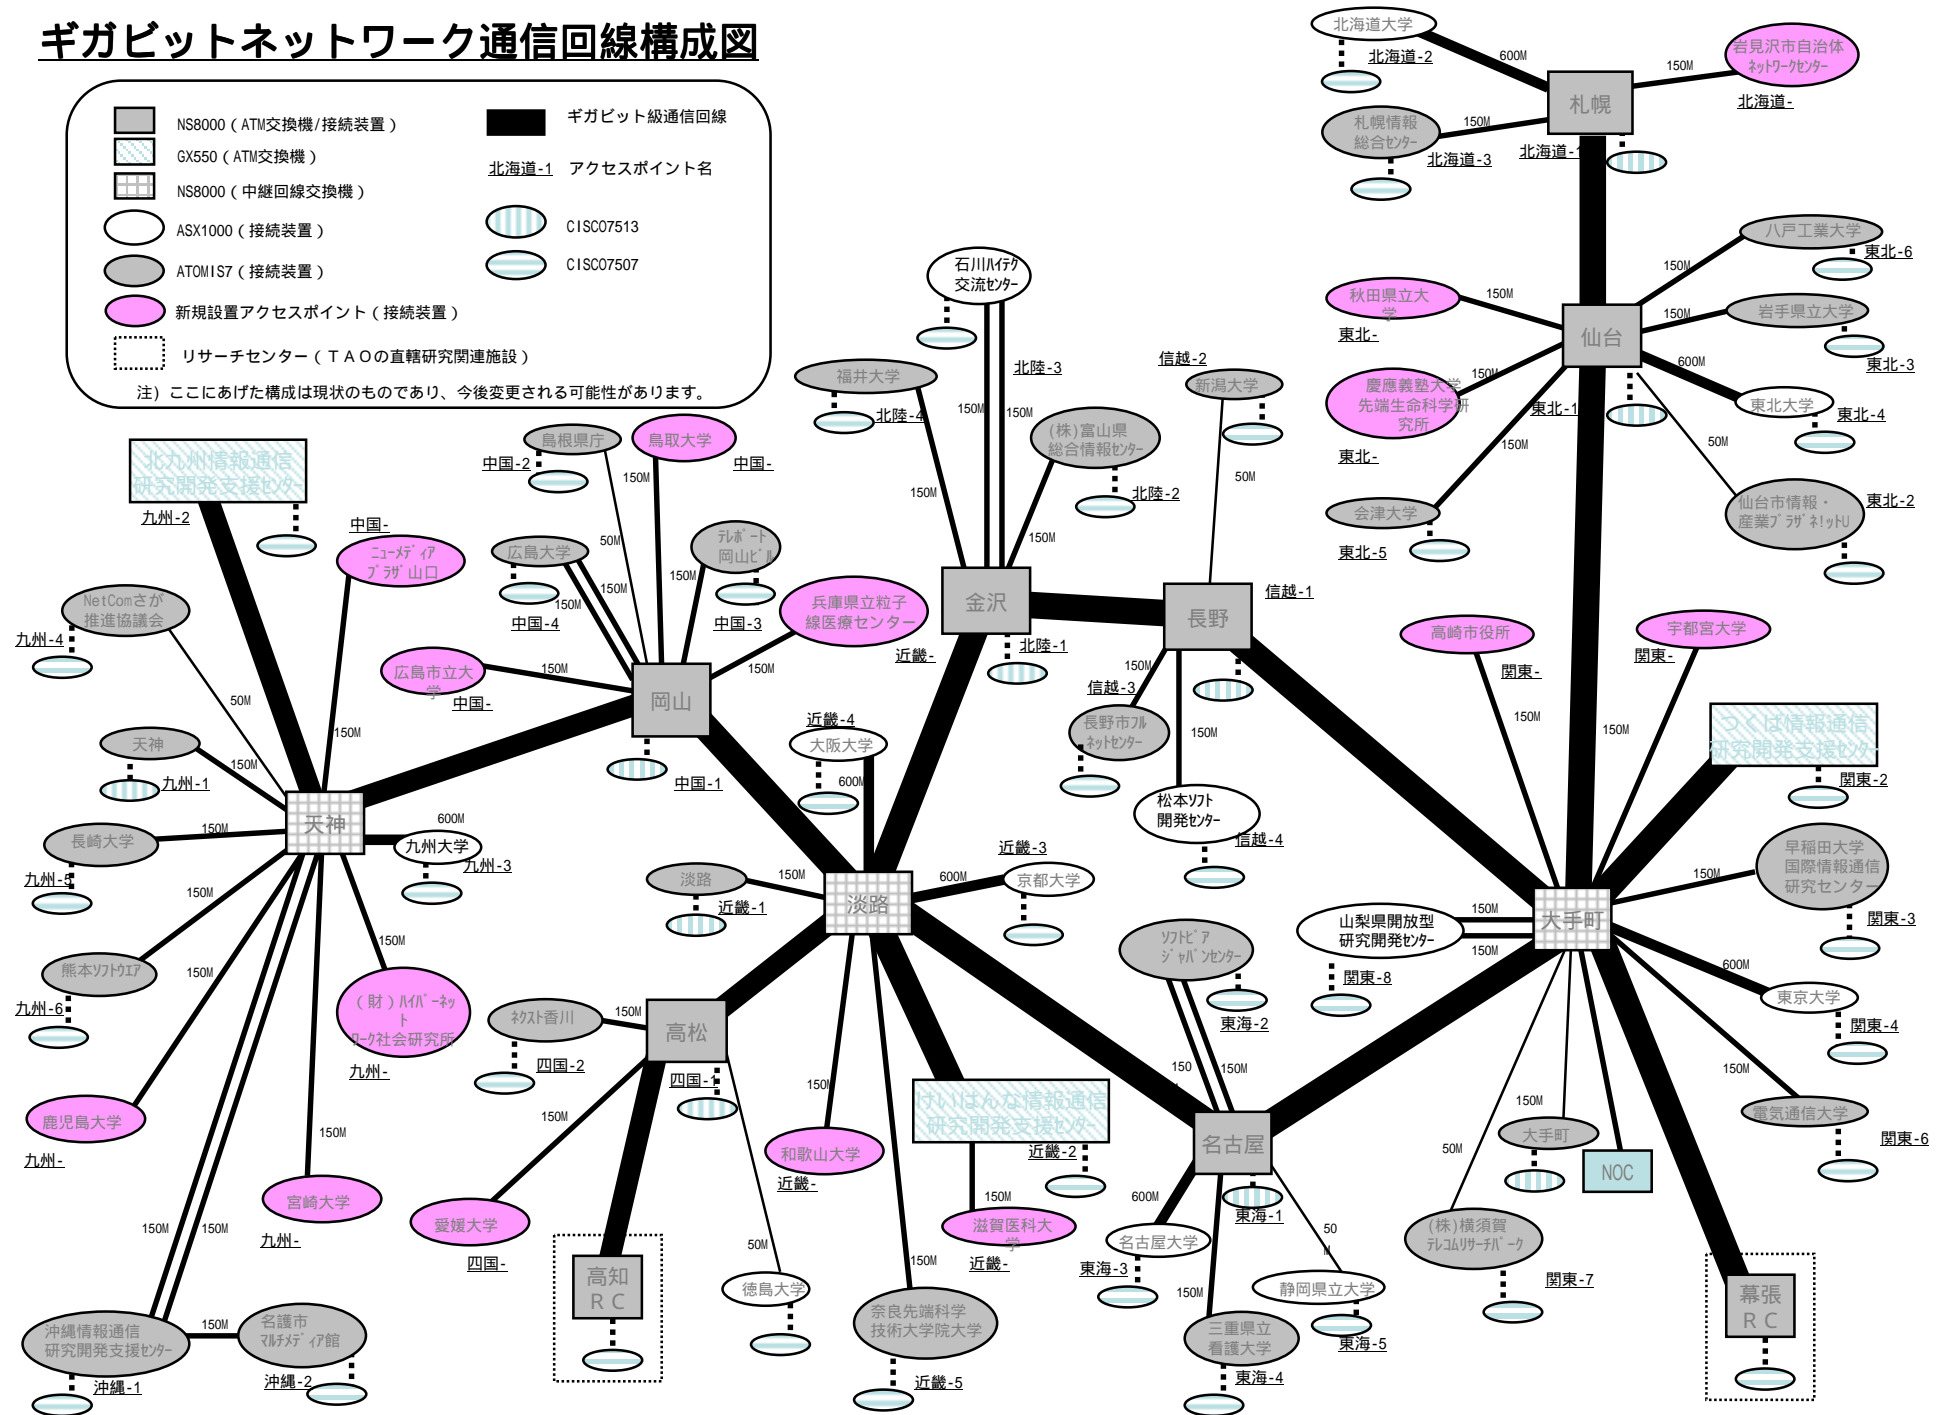 ギガビットネットワーク通信回線構成図
NS8000（ATM交換機/接続装置）
GX550（ATM交換機）
NS8000（中継回線交換機）
ASX1000（接続装置）
ATOMIS7（接続装置）
新規設置アクセスポイント（接続装置）
リサーチセンター（ＴＡＯの直轄研究関連施設）
ギガビット級通信回線
北海道-1 アクセスポイント名
CISCO7513
CISCO7507
注）ここにあげた構成は現状のものであり、今後変更される可能性があります。
北海道大学
北海道-2
600M
札幌
150M
岩見沢市自治体
ﾈｯﾄﾜｰｸｾﾝﾀｰ
北海道-
札幌情報
総合ｾﾝﾀｰ
150M
北海道-3
北海道-1
八戸工業大学
東北-6
150M
秋田県立大
学
150M
東北-
仙台
150M
岩手県立大学
東北-3
慶應義塾大学
先端生命科学研
究所
150M
東北-
東北-1
600M
東北大学
東北-4
150M
50M
会津大学
東北-5
仙台市情報・
産業ﾌﾟﾗｻﾞﾈ!ｯﾄU
東北-2
石川ﾊｲﾃｸ
交流ｾﾝﾀｰ
北陸-3
150M
150M
福井大学
北陸-4
150M
(株)富山県
総合情報ｾﾝﾀｰ
北陸-2
150M
金沢
北陸-1
信越-2
新潟大学
50M
長野
信越-1
150M
信越-3
長野市ﾌﾙ
ﾈｯﾄｾﾝﾀｰ
150M
松本ｿﾌﾄ
開発ｾﾝﾀｰ
信越-4
北九州情報通信
研究開発支援ｾﾝﾀｰ
九州-2
中国-
ﾆｭｰﾒﾃﾞｨｱ
ﾌﾟﾗｻﾞ山口
150M
島根県庁
中国-2
50M
鳥取大学
中国-
150M
広島大学
中国-4
150M
150M
ﾃﾚﾎﾟｰﾄ
岡山ﾋﾞﾙ
中国-3
150M
兵庫県立粒子
線医療センター
近畿-
150M
広島市立大
学
中国-
150M
岡山
中国-1
NetComさが
推進協議会
九州-4
50M
天神
九州-1
150M
天神
600M
九州大学
九州-3
長崎大学
九州-5
150M
熊本ｿﾌﾄｳｴｱ
九州-6
150M
鹿児島大学
九州-
150M
（財）ﾊｲﾊﾟｰﾈｯ
ﾄ
ﾜｰｸ社会研究所
九州-
150M
宮崎大学
九州-
150M
150M
150M
沖縄情報通信
研究開発支援ｾﾝﾀｰ
沖縄-1
150M
名護市
ﾏﾙﾁﾒﾃﾞｨｱ館
沖縄-2
近畿-4
大阪大学
600M
淡路
近畿-1
150M
淡路
600M
近畿-3
京都大学
高松
四国-1
ﾈｸｽﾄ香川
四国-2
150M
愛媛大学
四国-
150M
高知
ＲＣ
徳島大学
50M
和歌山大学
近畿-
150M
奈良先端科学
技術大学院大学
近畿-5
150M
けいはんな情報通信
研究開発支援ｾﾝﾀｰ
近畿-2
150M
滋賀医科大
学
近畿-
ｿﾌﾄﾋﾟｱ
ｼﾞｬﾊﾟﾝｾﾝﾀｰ
東海-2
150
150M
名古屋
東海-1
600M
名古屋大学
東海-3
150M
三重県立
看護大学
東海-4
50
M
静岡県立大学
東海-5
高崎市役所
関東-
150M
宇都宮大学
関東-
150M
つくば情報通信
研究開発支援ｾﾝﾀｰ
関東-2
早稲田大学
国際情報通信
研究センター
関東-3
150M
大手町
山梨県開放型
研究開発ｾﾝﾀｰ
関東-8
150M
150M
600M
東京大学
関東-4
150M
電気通信大学
関東-6
150M
大手町
NOC
50M
(株)横須賀
ﾃﾚｺﾑﾘｻｰﾁﾊﾟｰｸ
関東-7
幕張
ＲＣ